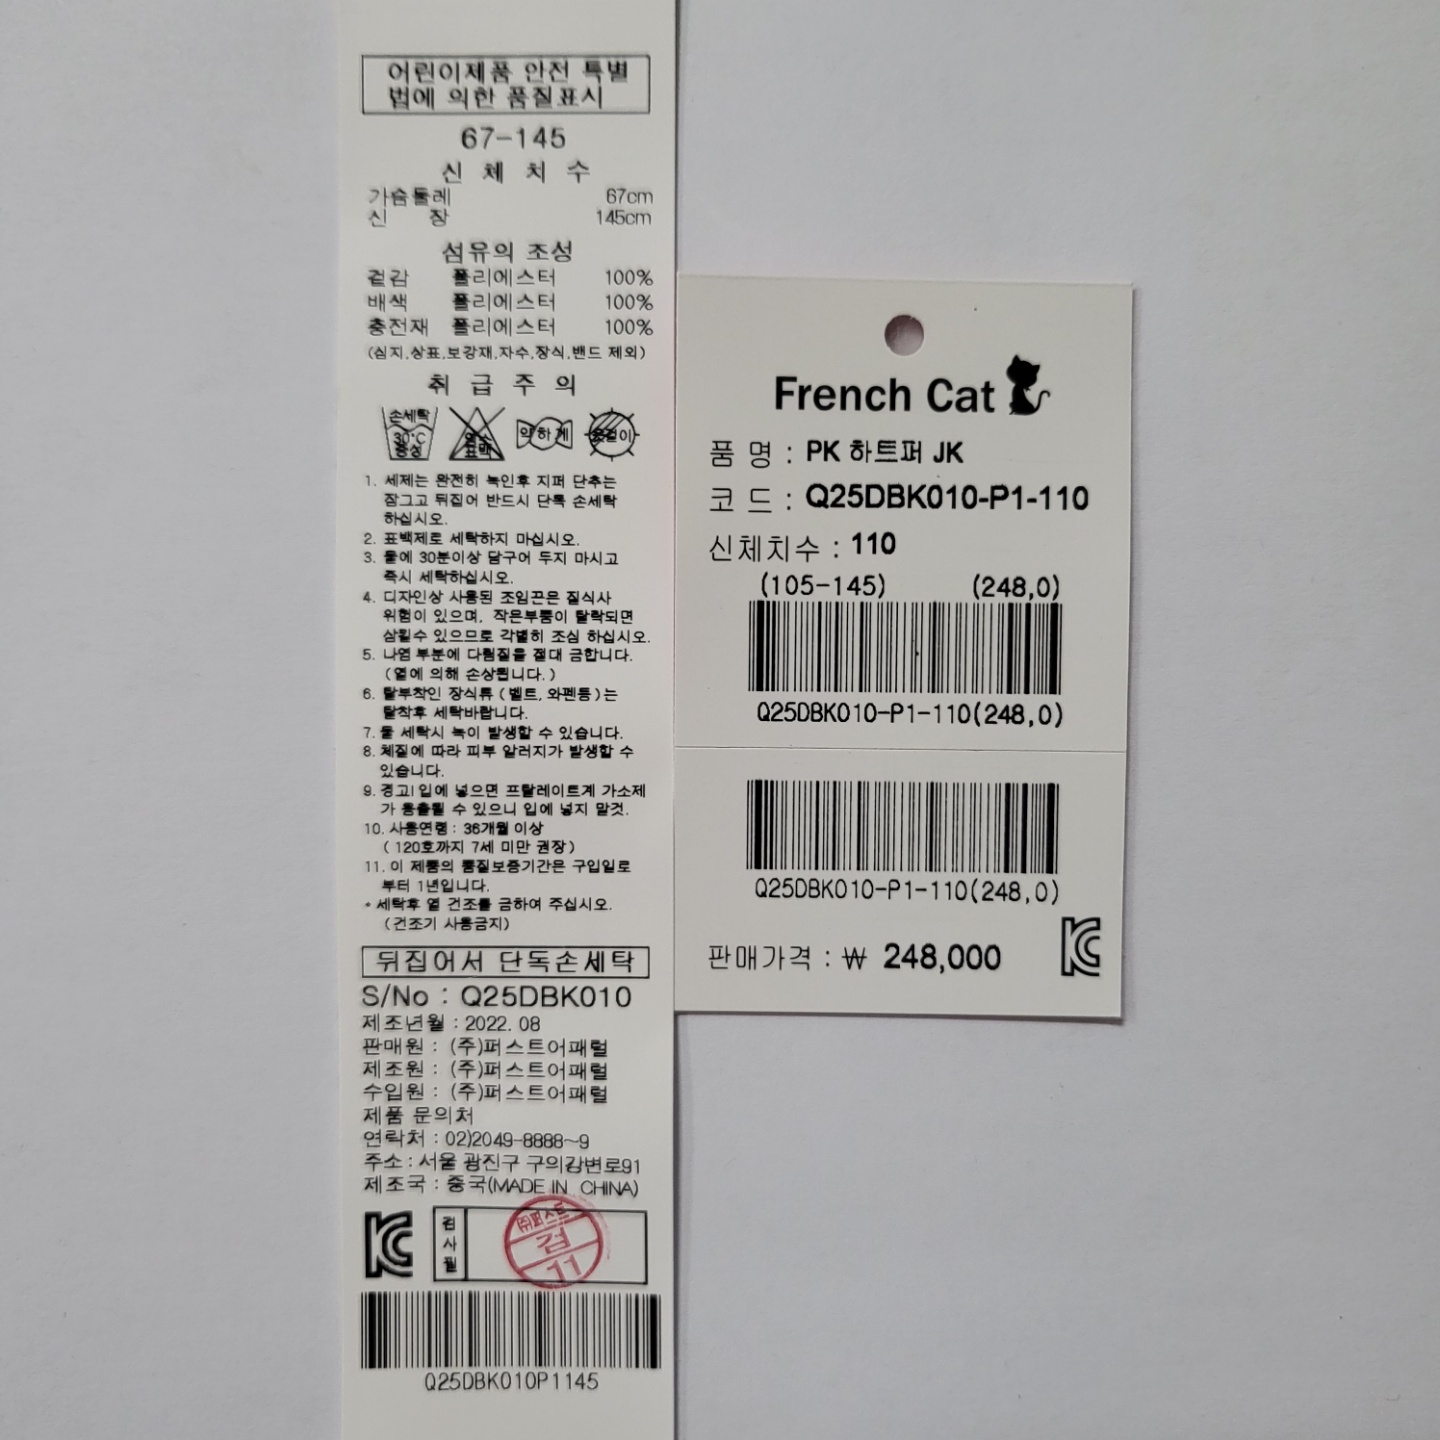 어린이제품 안전 특별
법에 의한 품질표시
67-145
신 체 치 수
가슴둘레 67cm
신 장 145cm
섬유의 조성
겉감 폴리에스터 100%
배색 폴리에스터 100%
충전재 폴리에스터 100%
(심지,상표,보강재,자수,장식,밴드 제외)
취 급 주 의
손세탁
30°C
중성
염소
표백
약하게
옷걸이
1. 세제는 완전히 녹인후 지퍼 단추는
잠그고 뒤집어 반드시 단독 손세탁
하십시오.
2. 표백제로 세탁하지 마십시오.
3. 물에 30분이상 담구어 두지 마시고
즉시 세탁하십시오.
4. 디자인상 사용된 조임끈은 질식사
위험이 있으며, 작은부품이 탈락되면
삼킬수 있으므로 각별히 조심 하십시오.
5. 나염 부분에 다림질을 절대 금합니다.
(열에 의해 손상됩니다.)
6. 탈부착인 장식류 (벨트, 와펜등)는
탈착후 세탁바랍니다.
7. 물 세탁시 녹이 발생할 수 있습니다.
8. 체질에 따라 피부 알러지가 발생할 수
있습니다.
9. 경고! 입에 넣으면 프탈레이트계 가소제
가 용출될 수 있으니 입에 넣지 말것.
10. 사용연령 : 36개월 이상
( 120호까지 7세 미만 권장 )
11. 이 제품의 품질보증기간은 구입일로
부터 1년입니다.
* 세탁후 열 건조를 금하여 주십시오.
(건조기 사용금지)
뒤집어서 단독손세탁
S/No : Q25DBK010
제조년월 : 2022. 08
판매원 : (주)퍼스트어패럴
제조원 : (주)퍼스트어패럴
수입원 : (주)퍼스트어패럴
제품 문의처
연락처 : 02)2049-8888~9
주소 : 서울 광진구 구의강변로91
제조국 : 중국(MADE IN CHINA)
KC
검사필
(주)퍼스트
검
11
Q25DBK010P1145
French Cat
품 명 : PK 하트퍼 JK
코 드 : Q25DBK010-P1-110
신체치수 : 110
(105-145) (248,0)
Q25DBK010-P1-110(248,0)
Q25DBK010-P1-110(248,0)
판매가격 : ₩ 248,000
KC